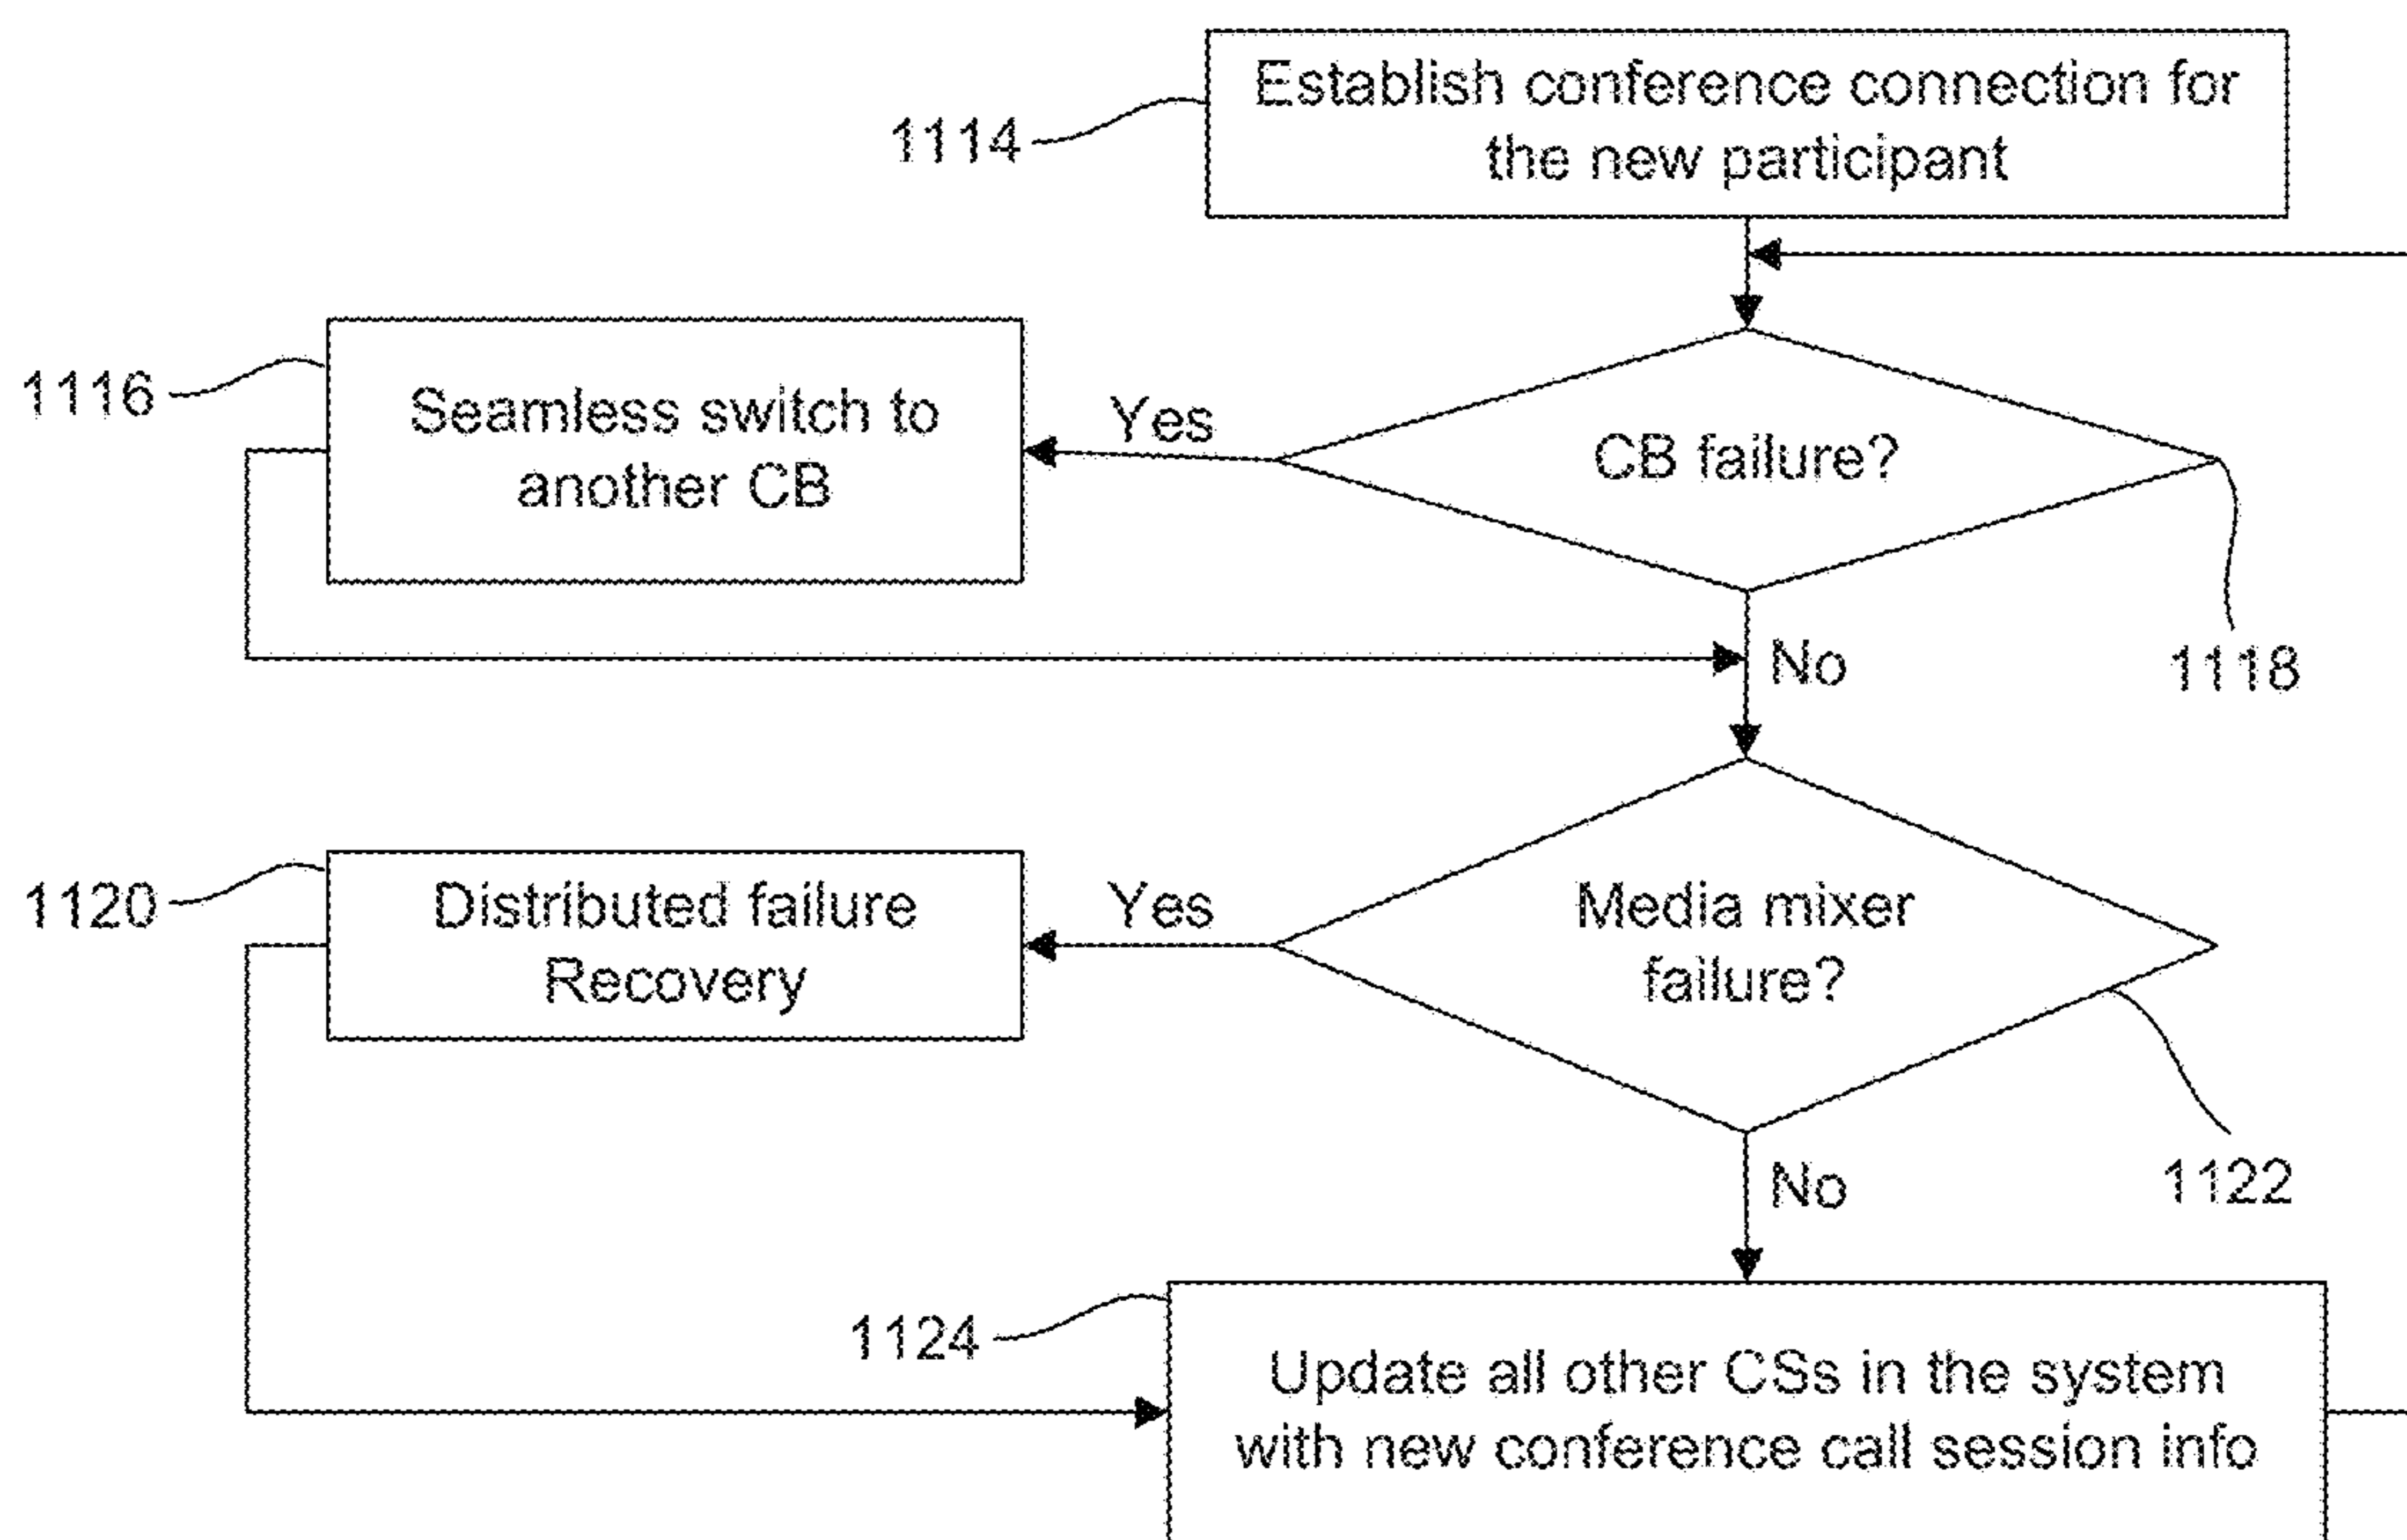 Establish conference connection for
the new participant
1114
1116
Seamless switch to
another CB
Yes
CB failure?
No
1118
1120
Distributed failure
Recovery
Yes
Media mixer
failure?
No
1122
1124
Update all other CSs in the system
with new conference call session info